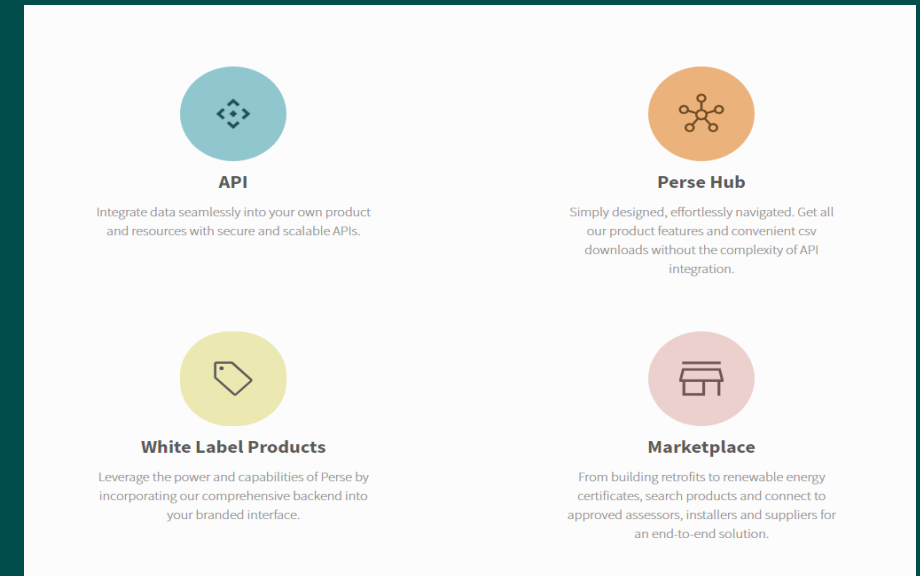 API
Integrate data seamlessly into your own product
and resources with secure and scalable APIs.
Perse Hub
Simply designed, effortlessly navigated. Get all
our product features and convenient csv
downloads without the complexity of API
integration.
White Label Products
Leverage the power and capabilities of Perse by
incorporating our comprehensive backend into
your branded interface.
Marketplace
From building retrofits to renewable energy
certificates, search products and connect to
approved assessors, installers and suppliers for
an end-to-end solution.